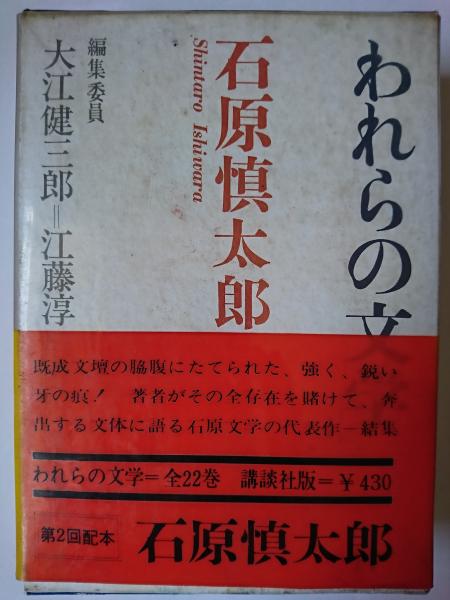 われらの文
石原慎太郎
Shintaro Ishiwara
編集委員
大江健三郎=江藤淳
既成文壇の脇腹にたてられた、強く、鋭い
牙の痕! 著者がその全存在を賭けて、奔
出する文体に語る石原文学の代表作一結集
われらの文学=全22巻 講談社版=¥430
第2回配本
石原慎太郎